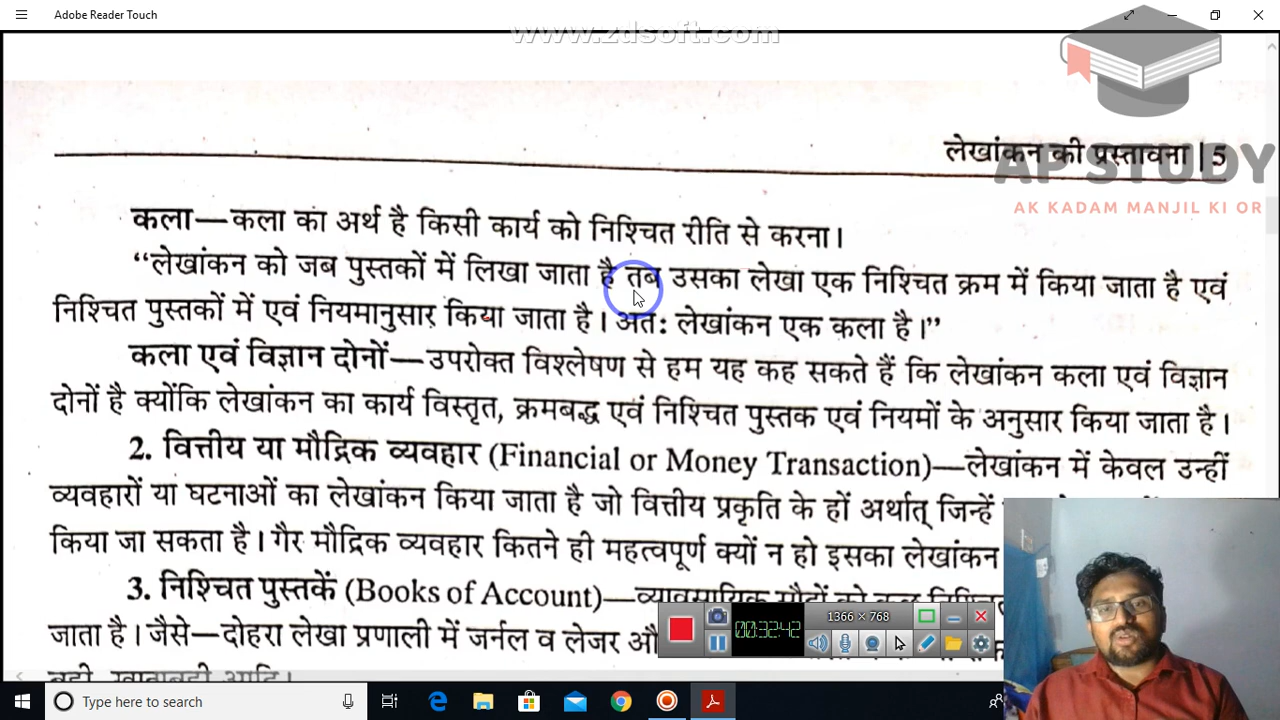 Adobe Reader Touch
www.zdsoft.com
लेखांकन की प्रस्तावना | 5
AP STUDY
AK KADAM MANJIL KI OR
कला—कला का अर्थ है किसी कार्य को निश्चित रीति से करना।
“लेखांकन को जब पुस्तकों में लिखा जाता है तब उसका लेखा एक निश्चित क्रम में किया जाता है एवं
निश्चित पुस्तकों में एवं नियमानुसार किया जाता है। अतः लेखांकन एक कला है।”
कला एवं विज्ञान दोनों—उपरोक्त विश्लेषण से हम यह कह सकते हैं कि लेखांकन कला एवं विज्ञान
दोनों है क्योंकि लेखांकन का कार्य विस्तृत, क्रमबद्ध एवं निश्चित पुस्तक एवं नियमों के अनुसार किया जाता है।
2. वित्तीय या मौद्रिक व्यवहार (Financial or Money Transaction)—लेखांकन में केवल उन्हीं
व्यवहारों या घटनाओं का लेखांकन किया जाता है जो वित्तीय प्रकृति के हों अर्थात् जिन्हें
किया जा सकता है। गैर मौद्रिक व्यवहार कितने ही महत्वपूर्ण क्यों न हो इसका लेखांकन
3. निश्चित पुस्तकें (Books of Account)—व्यावसायिक सौदों को
जाता है। जैसे—दोहरा लेखा प्रणाली में जर्नल व लेजर
1366 × 768
00:32:42
Type here to search